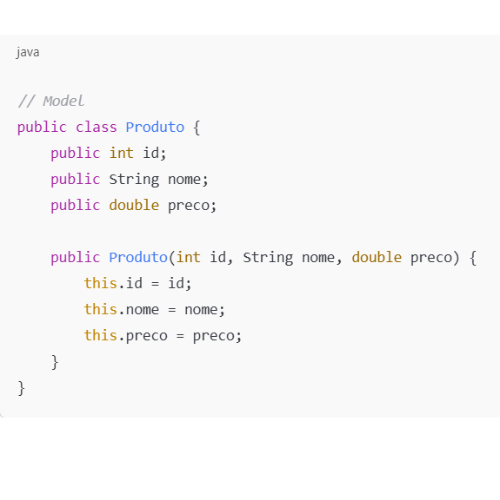 java
// Model
public class Produto {
    public int id;
    public String nome;
    public double preco;
    public Produto(int id, String nome, double preco) {
        this.id = id;
        this.nome = nome;
        this.preco = preco;
    }
}